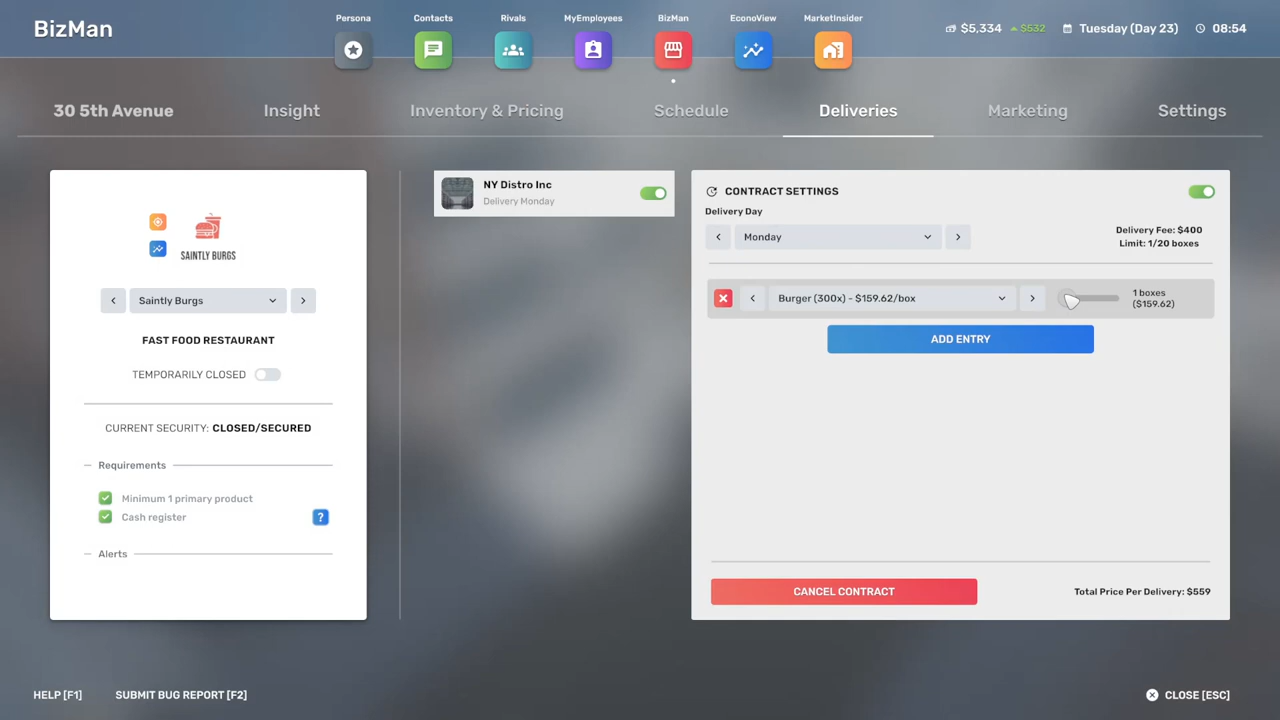 BizMan
Persona
Contacts
Rivals
MyEmployees
BizMan
EconoView
MarketInsider
$5,334 $532
Tuesday (Day 23)
08:54
30 5th Avenue
Insight
Inventory & Pricing
Schedule
Deliveries
Marketing
Settings
SAINTLY BURGS
Saintly Burgs
FAST FOOD RESTAURANT
TEMPORARILY CLOSED
CURRENT SECURITY: CLOSED/SECURED
Requirements
Minimum 1 primary product
Cash register
?
Alerts
NY Distro Inc
Delivery Monday
CONTRACT SETTINGS
Delivery Day
Monday
Delivery Fee: $400
Limit: 1/20 boxes
Burger (300x) - $159.62/box
1 boxes
($159.62)
ADD ENTRY
CANCEL CONTRACT
Total Price Per Delivery: $559
HELP [F1]
SUBMIT BUG REPORT [F2]
CLOSE [ESC]